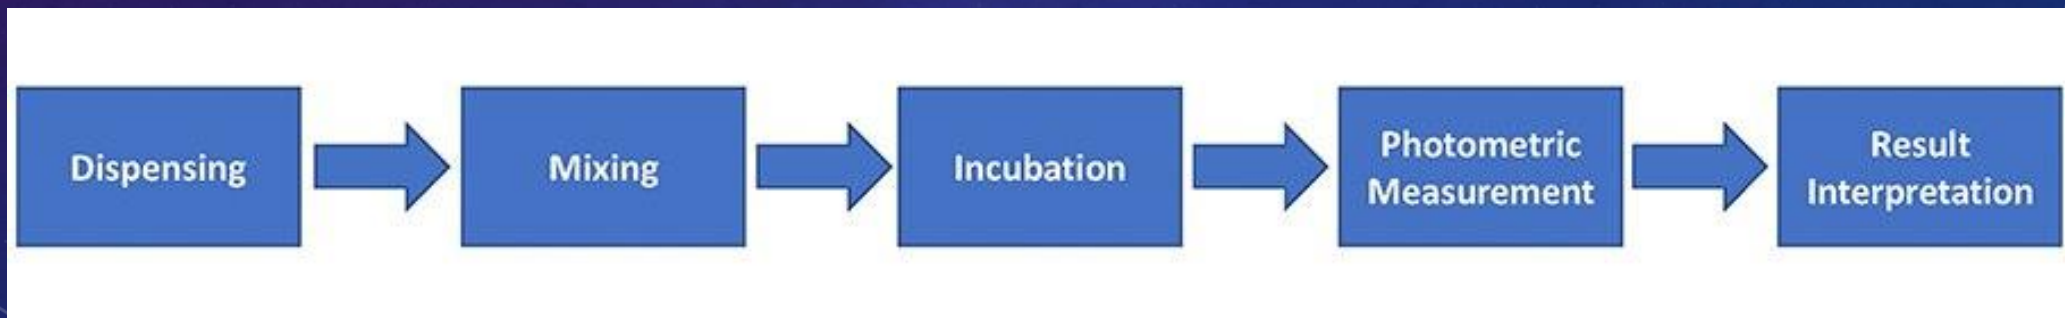 Dispensing
Mixing
Incubation
Photometric
Measurement
Result
Interpretation